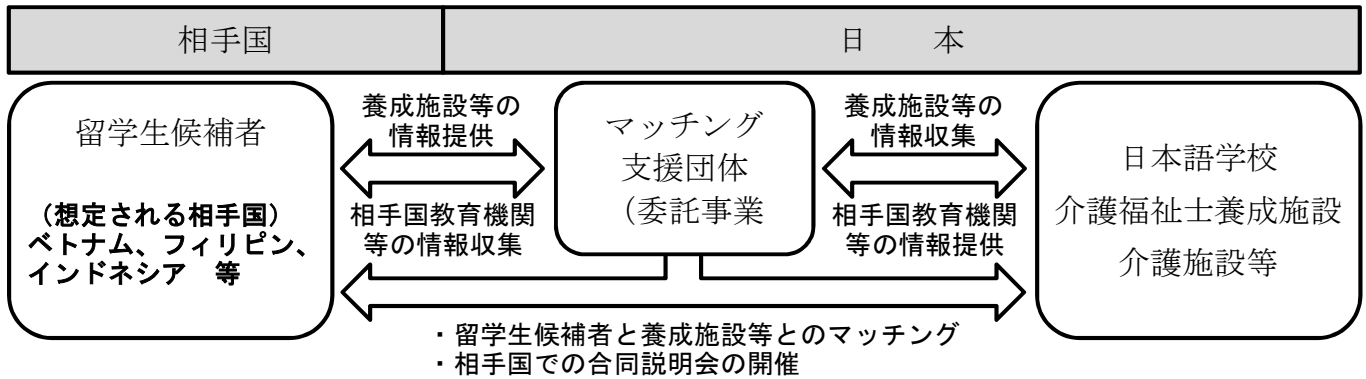 相手国
日　　本
留学生候補者
（想定される相手国）
ベトナム、フィリピン、
インドネシア　等
養成施設等の
情報提供
相手国教育機関
等の情報収集
マッチング
支援団体
（委託事業
養成施設等の
情報収集
相手国教育機関
等の情報提供
日本語学校
介護福祉士養成施設
介護施設等
・留学生候補者と養成施設等とのマッチング
・相手国での合同説明会の開催